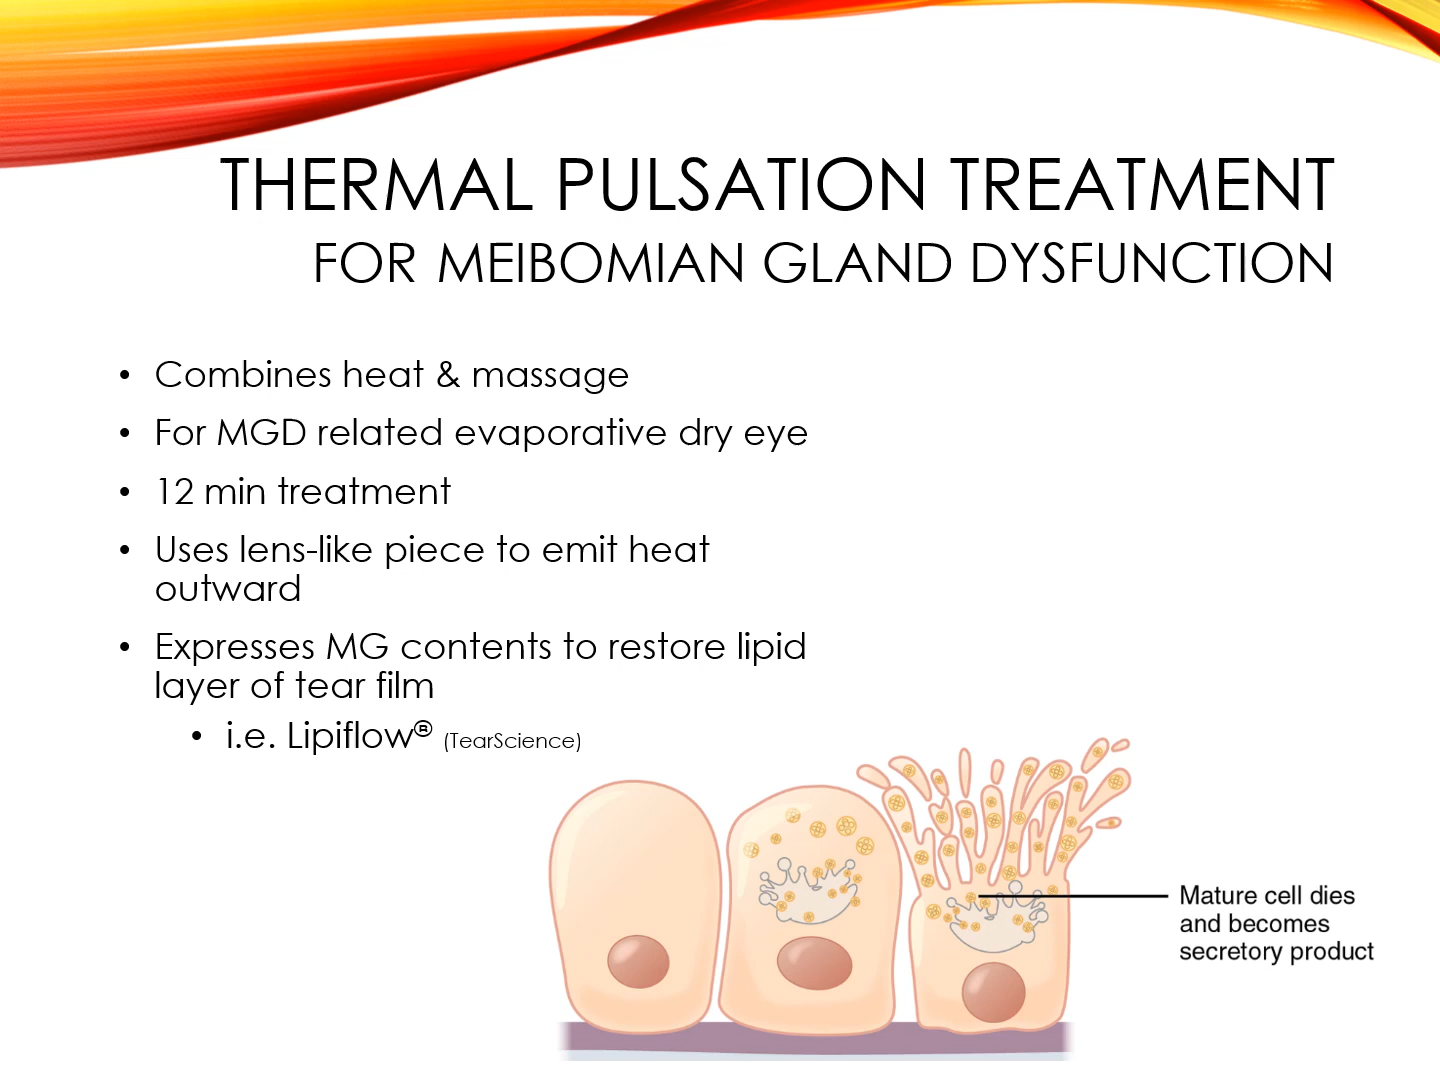 THERMAL PULSATION TREATMENT
FOR MEIBOMIAN GLAND DYSFUNCTION
• Combines heat & massage
• For MGD related evaporative dry eye
• 12 min treatment
• Uses lens-like piece to emit heat
outward
• Expresses MG contents to restore lipid
layer of tear film
• i.e. Lipiflow® (TearScience)
Mature cell dies
and becomes
secretory product